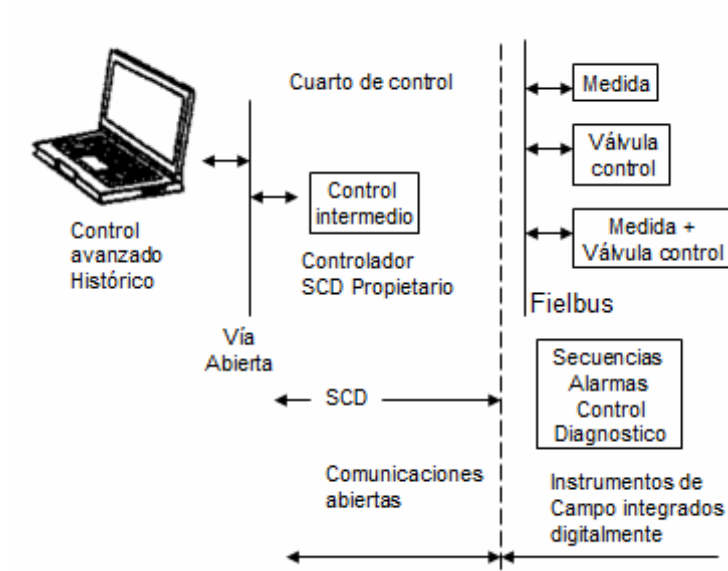 Cuarto de control
Control
avanzado
Histórico
Vía
Abierta
Control
intermedio
Controlador
SCD Propietario
SCD
Comunicaciones
abiertas
Medida
Válvula
control
Medida +
Válvula control
Fielbus
Secuencias
Alarmas
Control
Diagnostico
Instrumentos de
Campo integrados
digitalmente